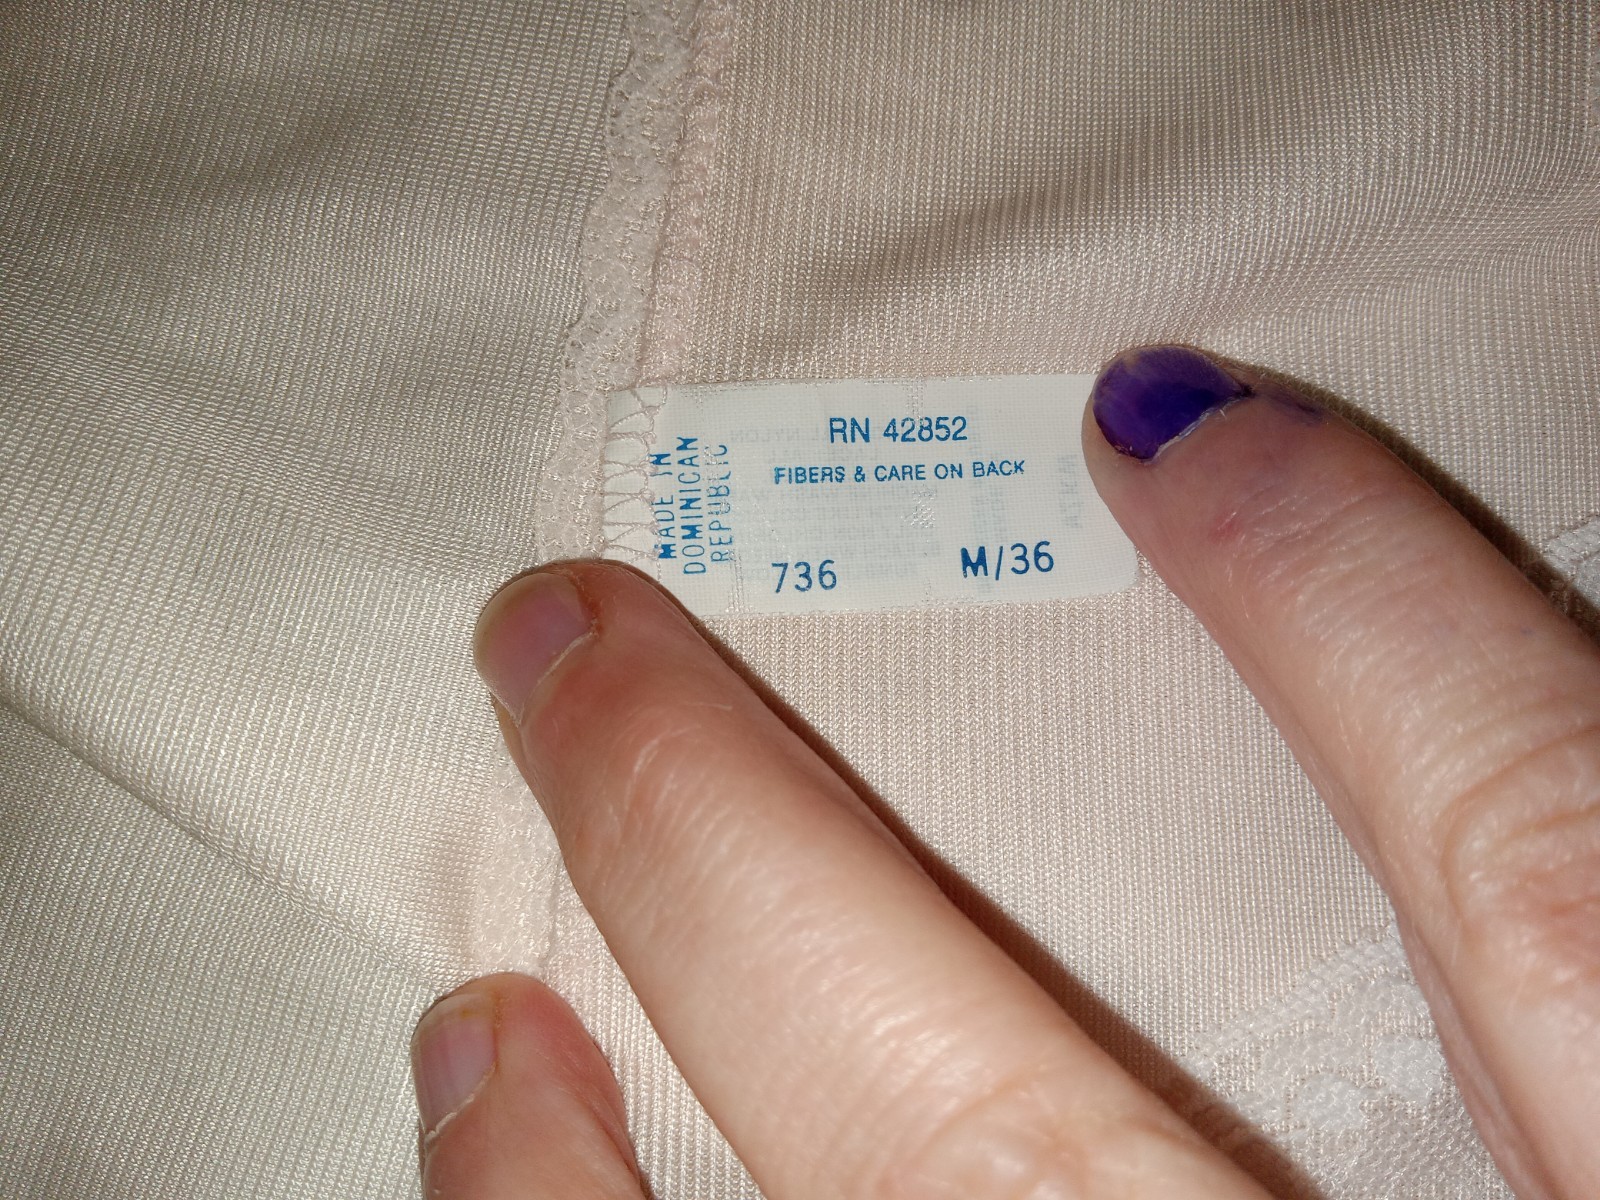 RN 42852
FIBERS & CARE ON BACK
736 M/36
MADE IN
DOMINICAN
REPUBLIC